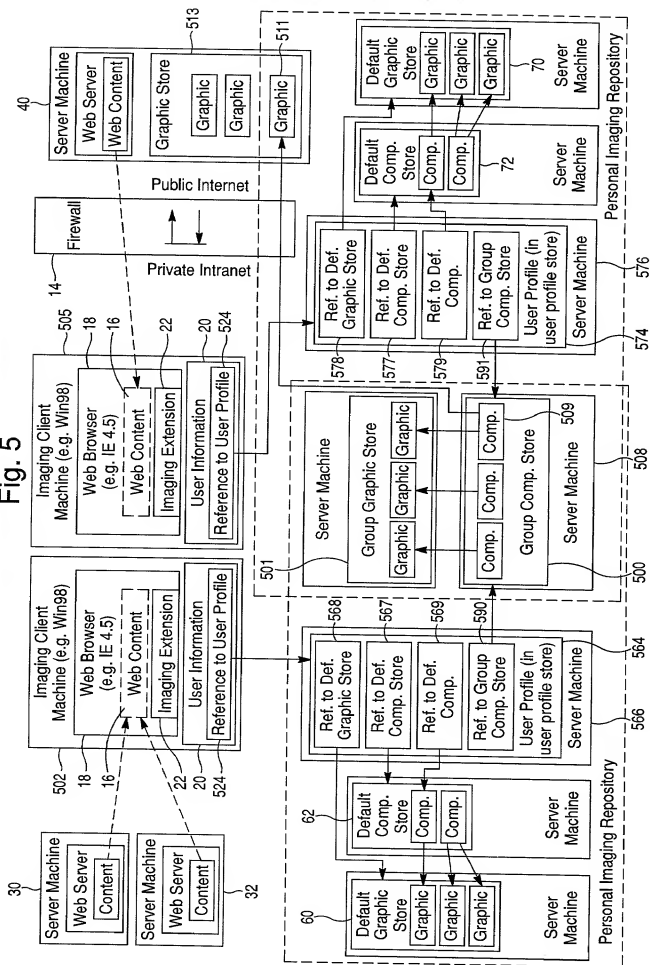 Fig. 5
30
Server Machine
Web Server
Content
Server Machine
Web Server
Content
32
502
Imaging Client
Machine (e.g. Win98)
18
Web Browser
(e.g. IE 4.5)
16
Web Content
Imaging Extension
22
User Information
20
Reference to User Profile
524
505
Imaging Client
Machine (e.g. Win98)
18
Web Browser
(e.g. IE 4.5)
16
Web Content
Imaging Extension
22
User Information
20
Reference to User Profile
524
14
Firewall
Private Intranet
Public Internet
40
Server Machine
Web Server
Web Content
513
Graphic Store
Graphic
Graphic
Graphic
511
60
Default
Graphic
Store
Graphic
Graphic
Graphic
Server
Machine
62
Default
Comp.
Store
Comp.
Comp.
Server
Machine
Ref. to Def.
Graphic Store
568
Ref. to Def.
Comp. Store
567
Ref. to Def.
Comp.
569
Ref. to Group
Comp. Store
590
User Profile (in
user profile store)
564
Server Machine
566
Personal Imaging Repository
501
Server Machine
Group Graphic Store
Graphic
Graphic
Graphic
Comp.
Comp.
Comp.
509
Group Comp. Store
500
Server Machine
508
578
Ref. to Def.
Graphic Store
577
Ref. to Def.
Comp. Store
579
Ref. to Def.
Comp.
591
Ref. to Group
Comp. Store
User Profile (in
user profile store)
574
Server Machine
576
Default
Comp.
Store
Comp.
Comp.
72
Server
Machine
Default
Graphic
Store
Graphic
Graphic
Graphic
70
Server
Machine
Personal Imaging Repository